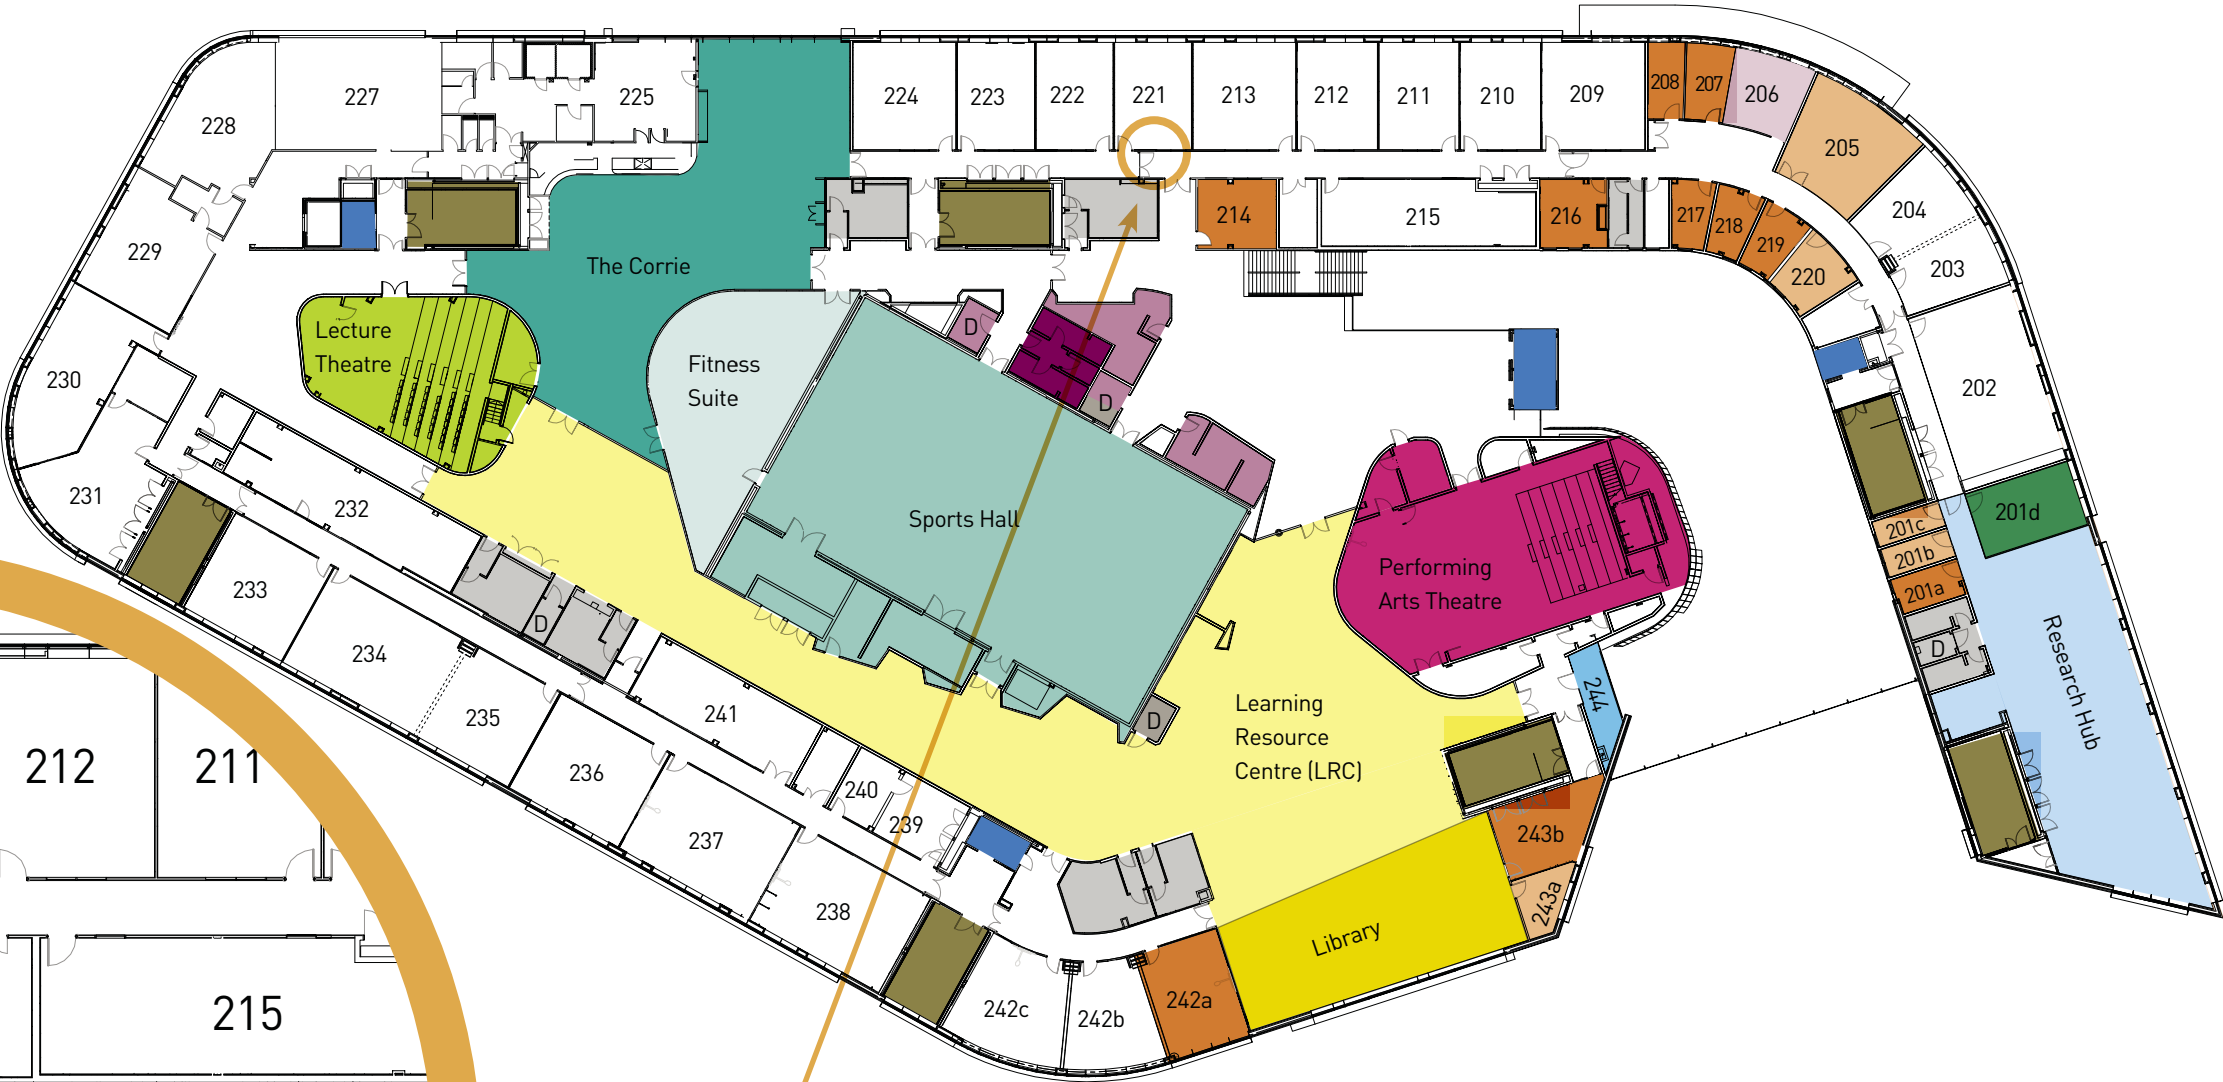 224
223
222
221
213
212
211
210
209
208
207
206
205
204
203
202
227
225
228
229
230
231
The Corrie
214
215
216
217
218
219
220
Lecture
Theatre
Fitness
Suite
D
D
Sports Hall
Performing
Arts Theatre
201d
201c
201b
201a
D
Research Hub
232
233
234
235
236
237
238
D
241
240
239
D
Learning
Resource
Centre (LRC)
244
243b
243a
Library
242a
242b
242c
212
211
215